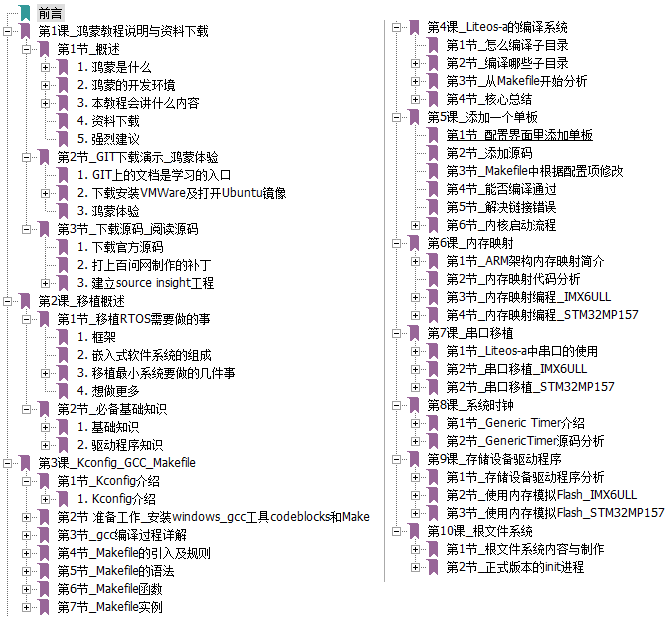 前言
第1课_鸿蒙教程说明与资料下载
第1节_概述
1. 鸿蒙是什么
2. 鸿蒙的开发环境
3. 本教程会讲什么内容
4. 资料下载
5. 强烈建议
第2节_GIT下载演示_鸿蒙体验
1. GIT上的文档是学习的入口
2. 下载安装VMWare及打开Ubuntu镜像
3. 鸿蒙体验
第3节_下载源码_阅读源码
1. 下载官方源码
2. 打上百问网制作的补丁
3. 建立source insight工程
第2课_移植概述
第1节_移植RTOS需要做的事
1. 框架
2. 嵌入式软件系统的组成
3. 移植最小系统要做的几件事
4. 想做更多
第2节_必备基础知识
1. 基础知识
2. 驱动程序知识
第3课_Kconfig_GCC_Makefile
第1节_Kconfig介绍
1. Kconfig介绍
第2节 准备工作_安装windows_gcc工具codeblocks和Make
第3节_gcc编译过程详解
第4节_Makefile的引入及规则
第5节_Makefile的语法
第6节_Makefile函数
第7节_Makefile实例
第4课_Liteos-a的编译系统
第1节_怎么编译子目录
第2节_编译哪些子目录
第3节_从Makefile开始分析
第4节_核心总结
第5课_添加一个单板
第1节_配置界面里添加单板
第2节_添加源码
第3节_Makefile中根据配置项修改
第4节_能否编译通过
第5节_解决链接错误
第6节_内核启动流程
第6课_内存映射
第1节_ARM架构内存映射简介
第2节_内存映射代码分析
第3节_内存映射编程_IMX6ULL
第4节_内存映射编程_STM32MP157
第7课_串口移植
第1节_Liteos-a中串口的使用
第2节_串口移植_IMX6ULL
第2节_串口移植_STM32MP157
第8课_系统时钟
第1节_Generic Timer介绍
第2节_GenericTimer源码分析
第9课_存储设备驱动程序
第1节_存储设备驱动程序分析
第2节_使用内存模拟Flash_IMX6ULL
第3节_使用内存模拟Flash_STM32MP157
第10课_根文件系统
第1节_根文件系统内容与制作
第2节_正式版本的init进程